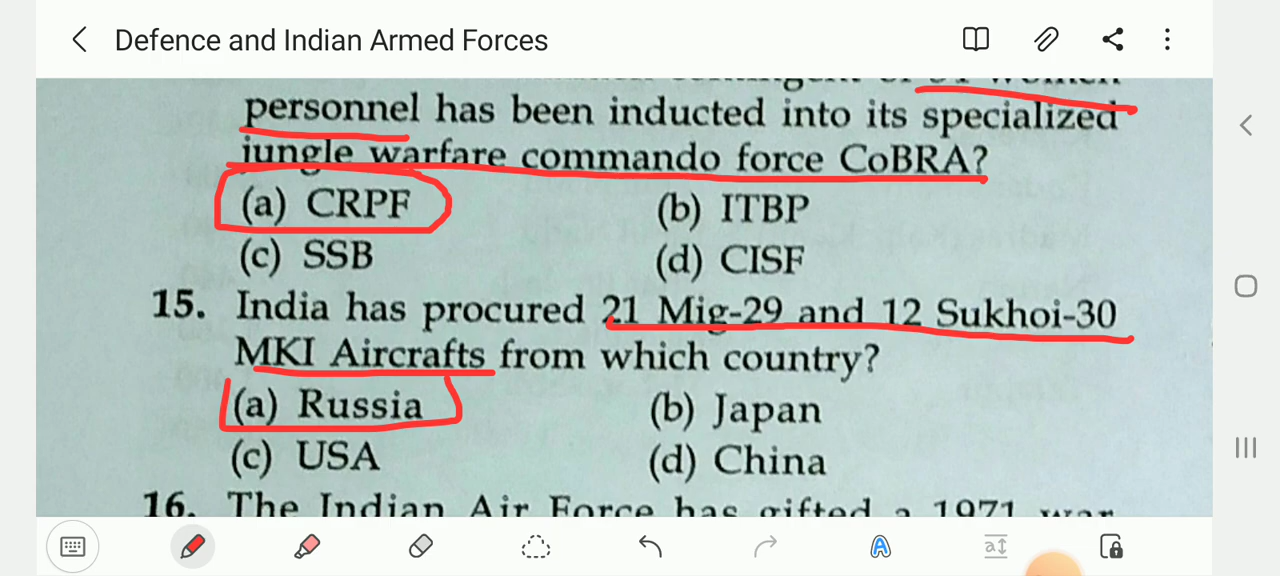 Defence and Indian Armed Forces
personnel has been inducted into its specialized
jungle warfare commando force CoBRA?
(a) CRPF (b) ITBP
(c) SSB (d) CISF
15. India has procured 21 Mig-29 and 12 Sukhoi-30
MKI Aircrafts from which country?
(a) Russia (b) Japan
(c) USA (d) China
16. The Indian Air Force has gifted a 1971 war